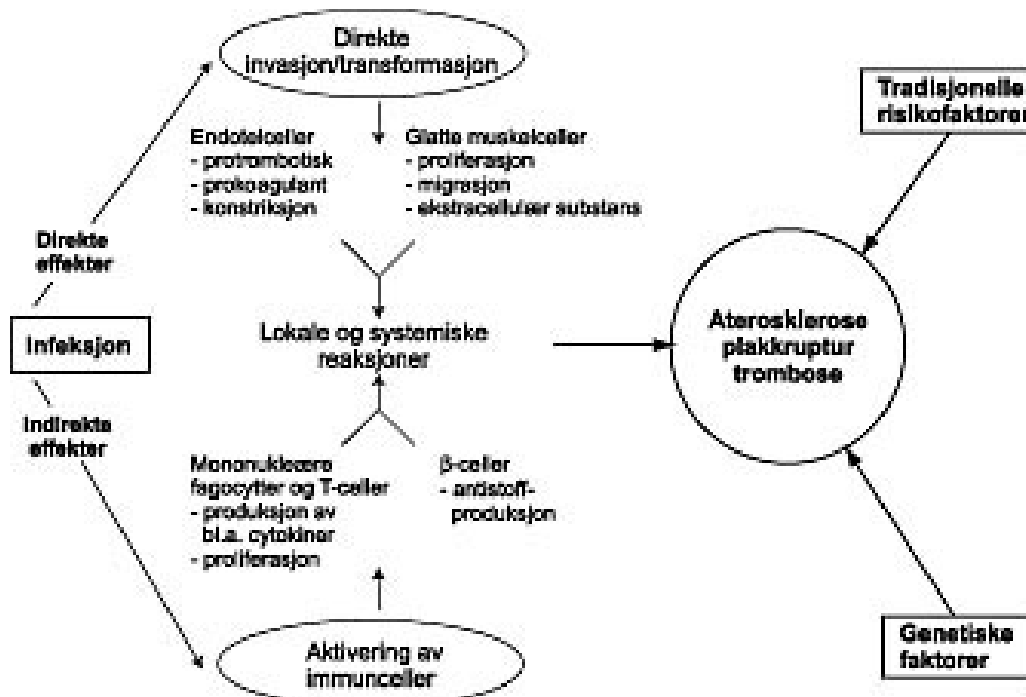 Direkte
invasjon/transformasjon
Endotelceller
- protrombotisk
- prokoagulant
- konstriksjon
Glatte muskelceller
- proliferasjon
- migrasjon
- ekstracellulær substans
Tradisjonelle
risikofaktorer
Direkte
effekter
Infeksjon
Lokale og systemiske
reaksjoner
Aterosklerose
plakkruptur
trombose
Indirekte
effekter
Mononukleære
fagocytter og T-celler
- produksjon av
bl.a. cytokiner
- proliferasjon
β-celler
- antistoff-
produksjon
Aktivering av
immunceller
Genetiske
faktorer